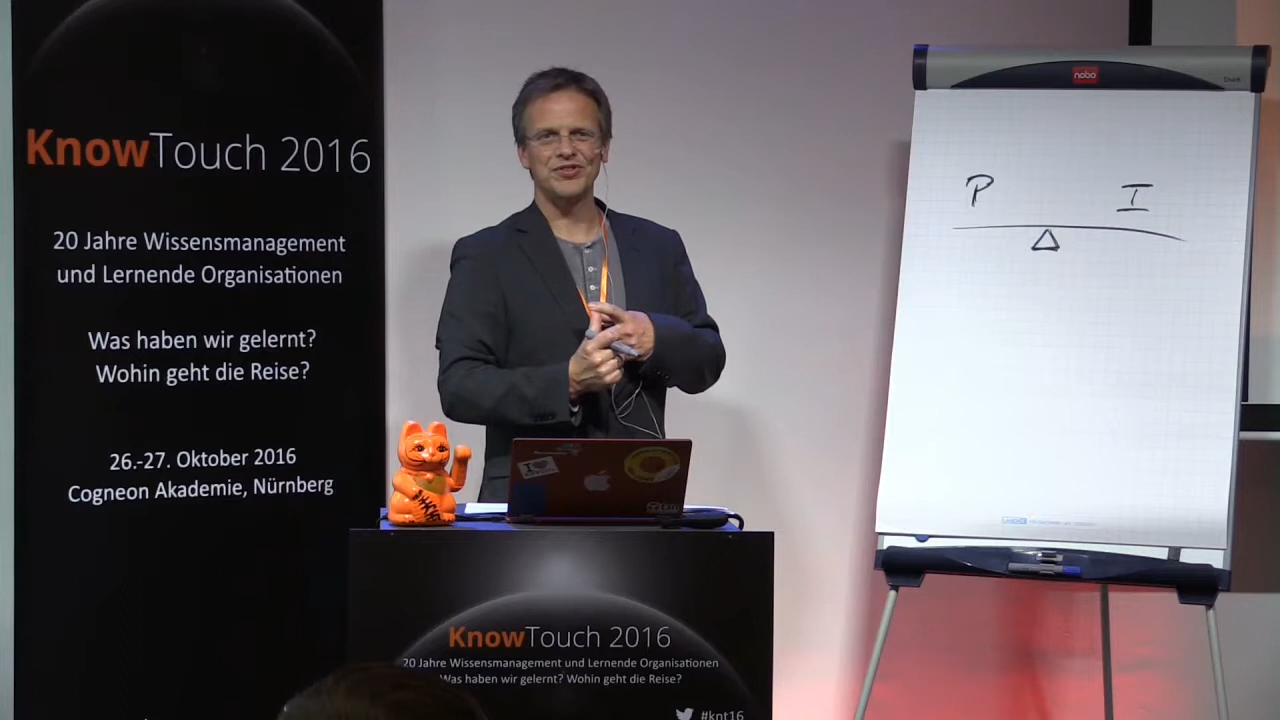 KnowTouch 2016
20 Jahre Wissensmanagement
und Lernende Organisationen
Was haben wir gelernt?
Wohin geht die Reise?
26.-27. Oktober 2016
Cogneon Akademie, Nürnberg
nobo
P I
KnowTouch 2016
20 Jahre Wissensmanagement und Lernende Organisationen
Was haben wir gelernt? Wohin geht die Reise?
#knt16